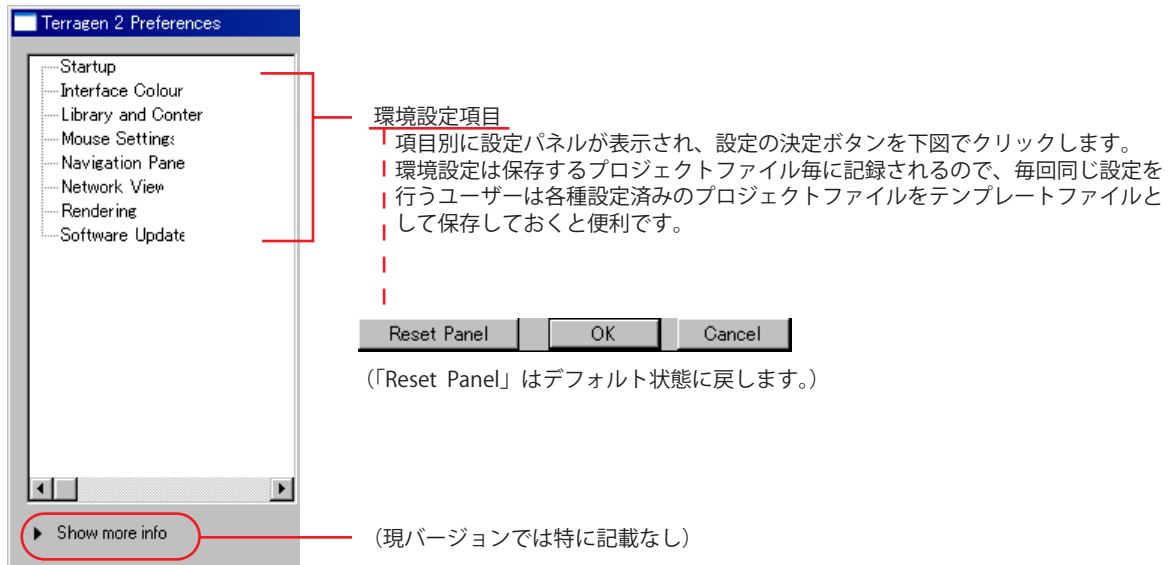 Terragen 2 Preferences
Startup
Interface Colour
Library and Conter
Mouse Settings
Navigation Pane
Network View
Rendering
Software Update
Show more info
環境設定項目
項目別に設定パネルが表示され、設定の決定ボタンを下図でクリックします。
環境設定は保存するプロジェクトファイル毎に記録されるので、毎回同じ設定を
行うユーザーは各種設定済みのプロジェクトファイルをテンプレートファイルと
して保存しておくと便利です。
Reset Panel OK Cancel
（「Reset Panel」はデフォルト状態に戻します。）
（現バージョンでは特に記載なし）